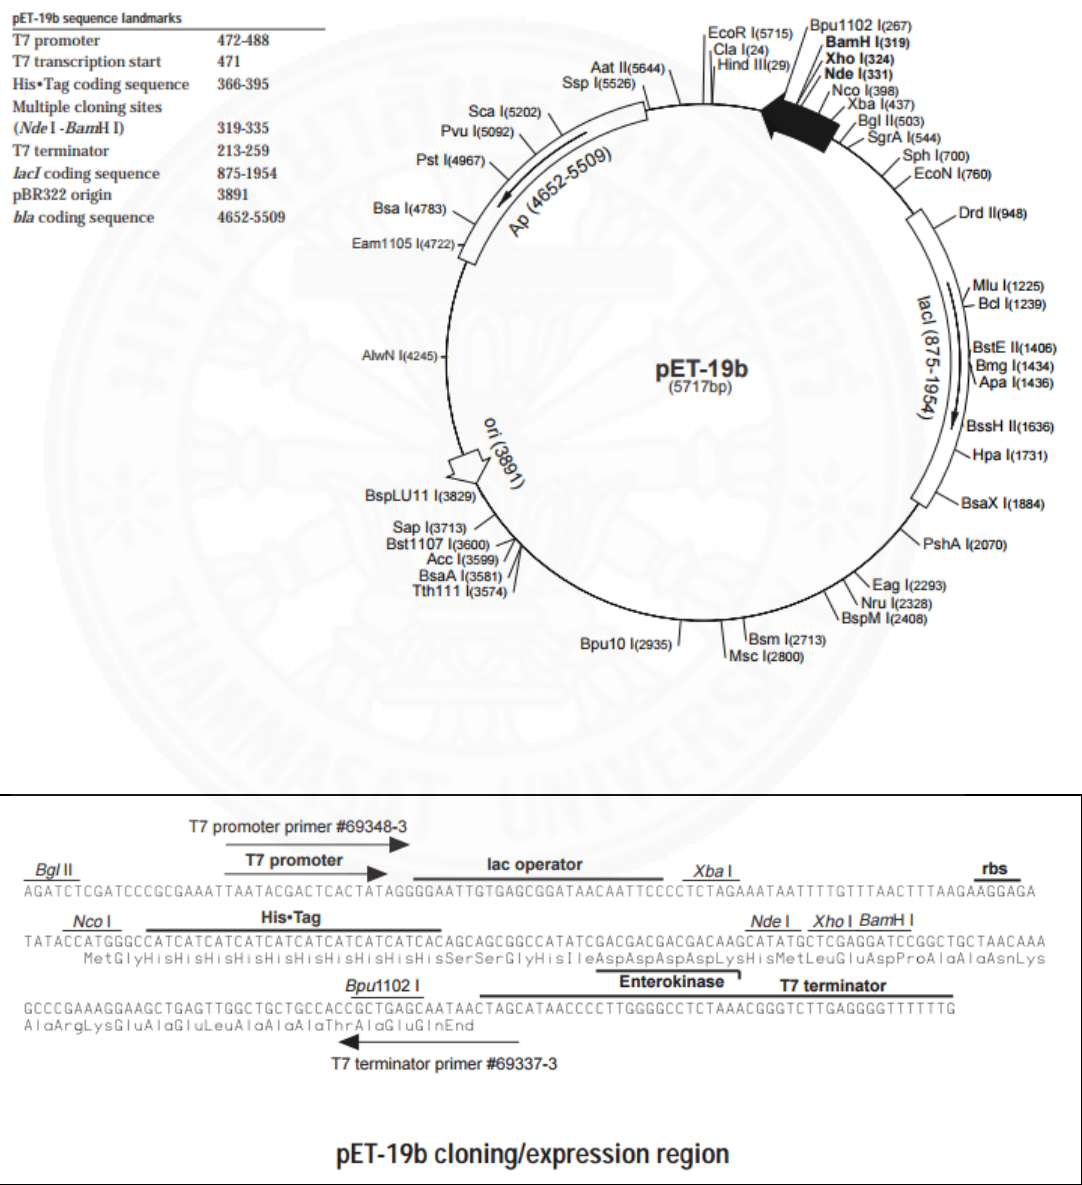 pET-19b sequence landmarks
T7 promoter 472-488
T7 transcription start 471
His•Tag coding sequence 366-395
Multiple cloning sites
(Nde I -BamH I) 319-335
T7 terminator 213-259
lacI coding sequence 875-1954
pBR322 origin 3891
bla coding sequence 4652-5509
EcoR I(5715)
Cla I(24)
Hind III(29)
Bpu1102 I(267)
BamH I(319)
Xho I(324)
Nde I(331)
Nco I(398)
Xba I(437)
Bgl II(503)
SgrA I(544)
Sph I(700)
EcoN I(760)
Drd II(948)
Mlu I(1225)
Bcl I(1239)
BstE II(1406)
Bmg I(1434)
Apa I(1436)
BssH II(1636)
Hpa I(1731)
BsaX I(1884)
PshA I(2070)
Eag I(2293)
Nru I(2328)
BspM I(2408)
Bsm I(2713)
Msc I(2800)
Bpu10 I(2935)
Tth111 I(3574)
BsaA I(3581)
Acc I(3599)
Bst1107 I(3600)
Sap I(3713)
BspLU11 I(3829)
AlwN I(4245)
Eam1105 I(4722)
Bsa I(4783)
Pst I(4967)
Pvu I(5092)
Sca I(5202)
Ssp I(5526)
Aat II(5644)
Ap (4652-5509)
lacI (875-1954)
ori (3891)
pET-19b
(5717bp)
THAMMASAT UNIVERSITY
T7 promoter primer #69348-3
Bgl II T7 promoter lac operator Xba I rbs
AGATCTCGATCCCGCGAAATTAATACGACTCACTATAGGGGAATTGTGAGCGGATAACAATTCCCCTCTAGAAATAATTTTGTTTAACTTTAAGAAGGAGA
Nco I His•Tag Nde I Xho I BamH I
TATACCATGGGCCATCATCATCATCATCATCATCATCATCACAGCAGCGGCCATATCGACGACGACGACAAGCATATGCTCGAGGATCCGGCTGCTAACAAA
MetGlyHisHisHisHisHisHisHisHisHisHisSerSerGlyHisIleAspAspAspAspLysHisMetLeuGluAspProAlaAlaAsnLys
Bpu1102 I Enterokinase T7 terminator
GCCCGAAAGGAAGCTGAGTTGGCTGCTGCCACCGCTGAGCAATAACTAGCATAACCCCTTGGGGCCTCTAAACGGGTCTTGAGGGGTTTTTTG
AlaArgLysGluAlaGluLeuAlaAlaAlaThrAlaGluGlnEnd
T7 terminator primer #69337-3
pET-19b cloning/expression region